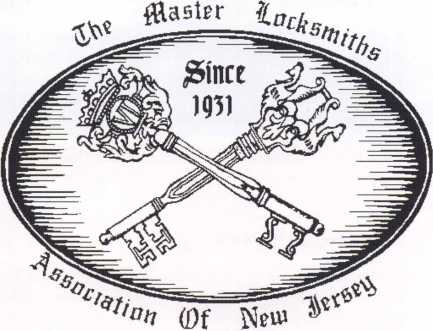 The Master Locksmiths
Since
1931
Association Of New Jersey